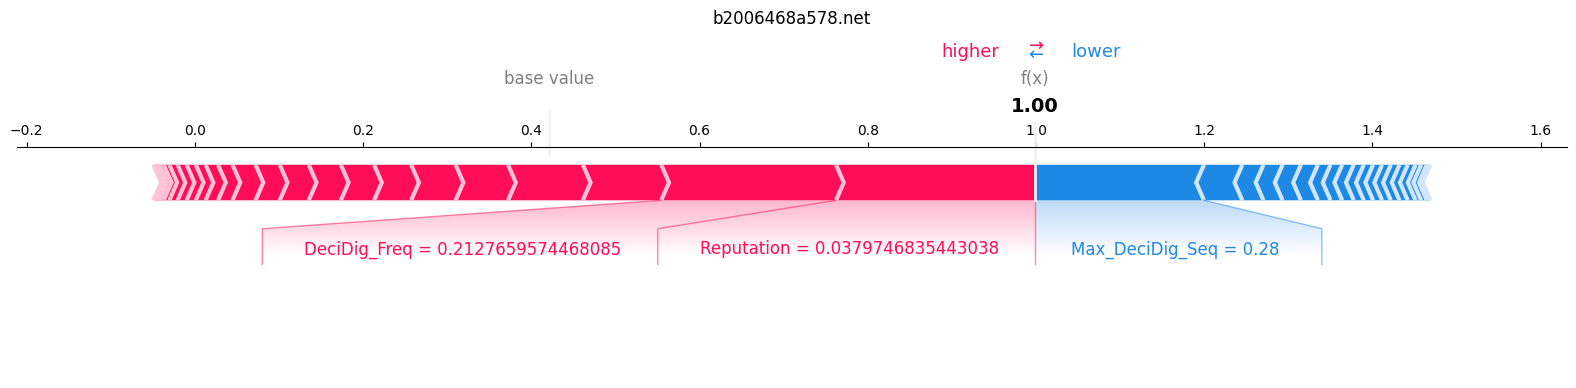 b2006468a578.net
higher ⇄ lower
base value
f(x)
1.00
−0.2 0.0 0.2 0.4 0.6 0.8 1.0 1.2 1.4 1.6
DeciDig_Freq = 0.2127659574468085
Reputation = 0.0379746835443038
Max_DeciDig_Seq = 0.28